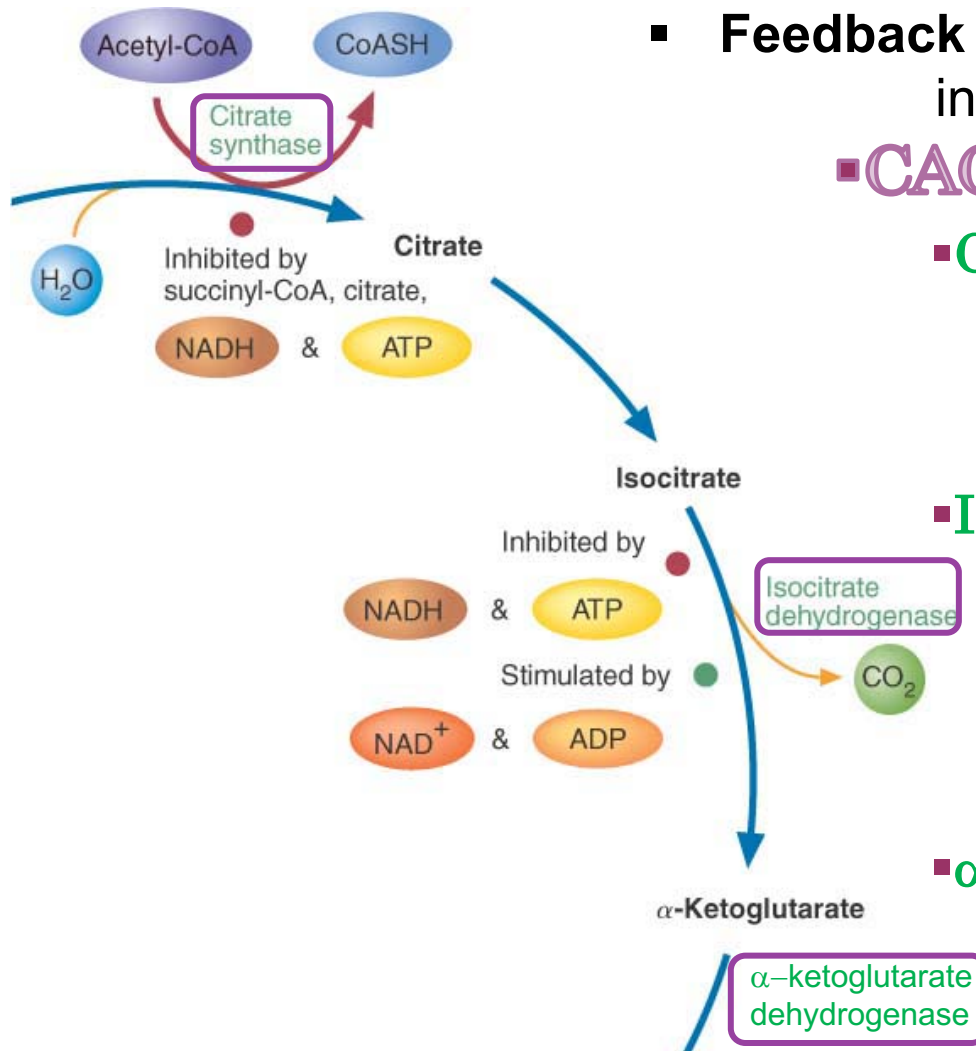 Acetyl-CoA
CoASH
▪ Feedback
in
Citrate
synthase
▪CAC
H₂O
Inhibited by
succinyl-CoA, citrate,
NADH & ATP
Citrate
Isocitrate
▪I
Inhibited by
NADH & ATP
Isocitrate
dehydrogenase
Stimulated by
NAD⁺ & ADP
CO₂
▪α
α-Ketoglutarate
α–ketoglutarate
dehydrogenase